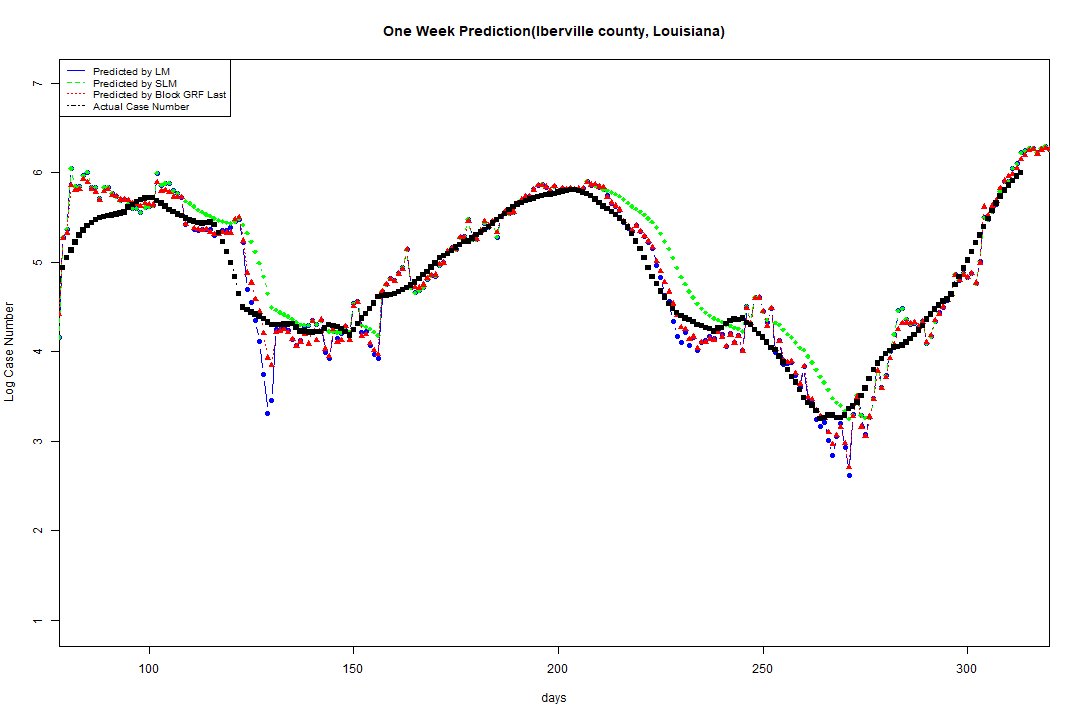 One Week Prediction(Iberville county, Louisiana)
Predicted by LM
Predicted by SLM
Predicted by Block GRF Last
Actual Case Number
Log Case Number
7
6
5
4
3
2
1
100 150 200 250 300
days